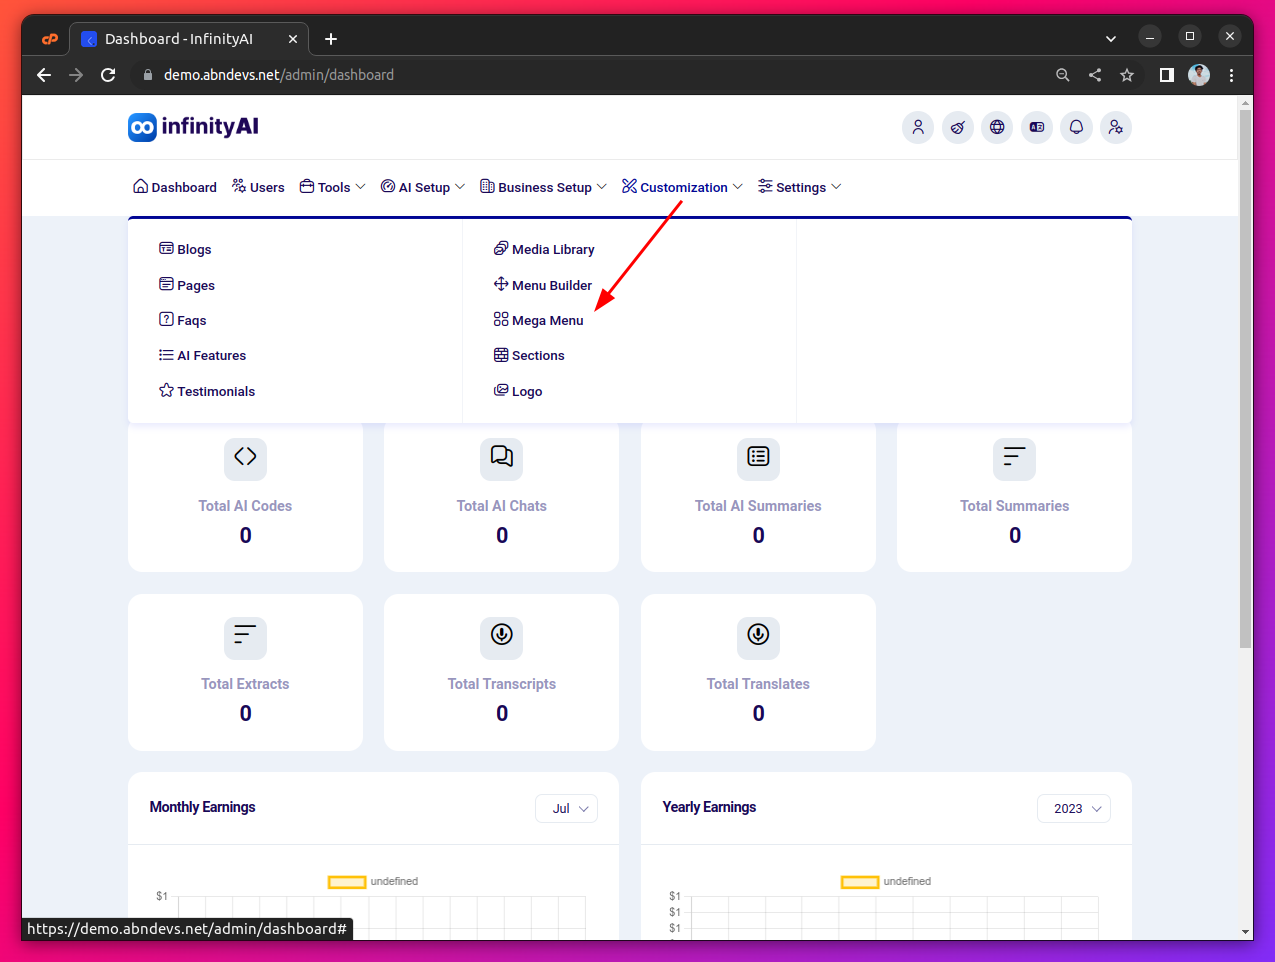 Dashboard - InfinityAI
demo.abndevs.net/admin/dashboard
infinityAI
Dashboard Users Tools AI Setup Business Setup Customization Settings
Blogs
Pages
Faqs
AI Features
Testimonials
Media Library
Menu Builder
Mega Menu
Sections
Logo
Total AI Codes
0
Total AI Chats
0
Total AI Summaries
0
Total Summaries
0
Total Extracts
0
Total Transcripts
0
Total Translates
0
Monthly Earnings
Jul
undefined
$1
Yearly Earnings
2023
undefined
$1
$1
$1
https://demo.abndevs.net/admin/dashboard#